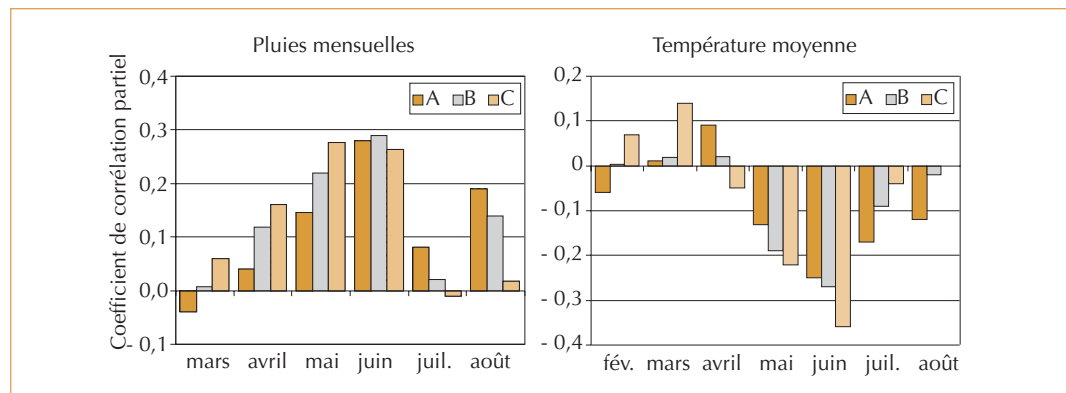 Pluies mensuelles
Coefficient de corrélation partiel
0,4
0,3
0,2
0,1
0,0
- 0,1
A B C
mars avril mai juin juil. août
Température moyenne
0,2
0,1
0
- 0,1
- 0,2
- 0,3
- 0,4
A B C
fév. mars avril mai juin juil. août